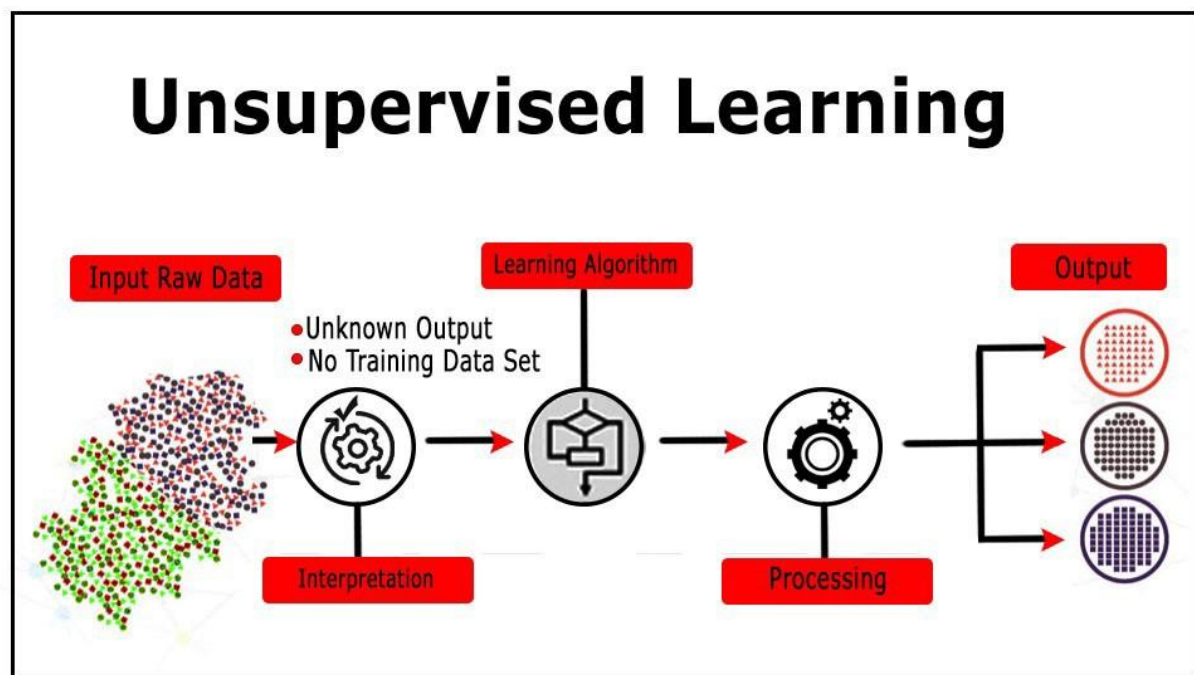 Unsupervised Learning
Input Raw Data
Learning Algorithm
Output
•Unknown Output
• No Training Data Set
Interpretation
Processing